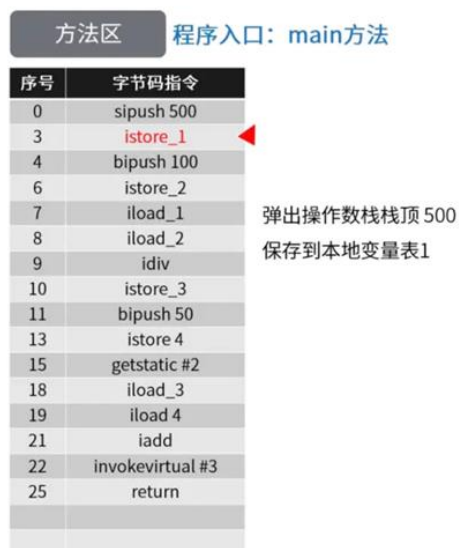 方法区 程序入口：main方法
序号 字节码指令
0 sipush 500
3 istore_1
4 bipush 100
6 istore_2
7 iload_1
8 iload_2
9 idiv
10 istore_3
11 bipush 50
13 istore 4
15 getstatic #2
18 iload_3
19 iload 4
21 iadd
22 invokevirtual #3
25 return
弹出操作数栈栈顶 500
保存到本地变量表1